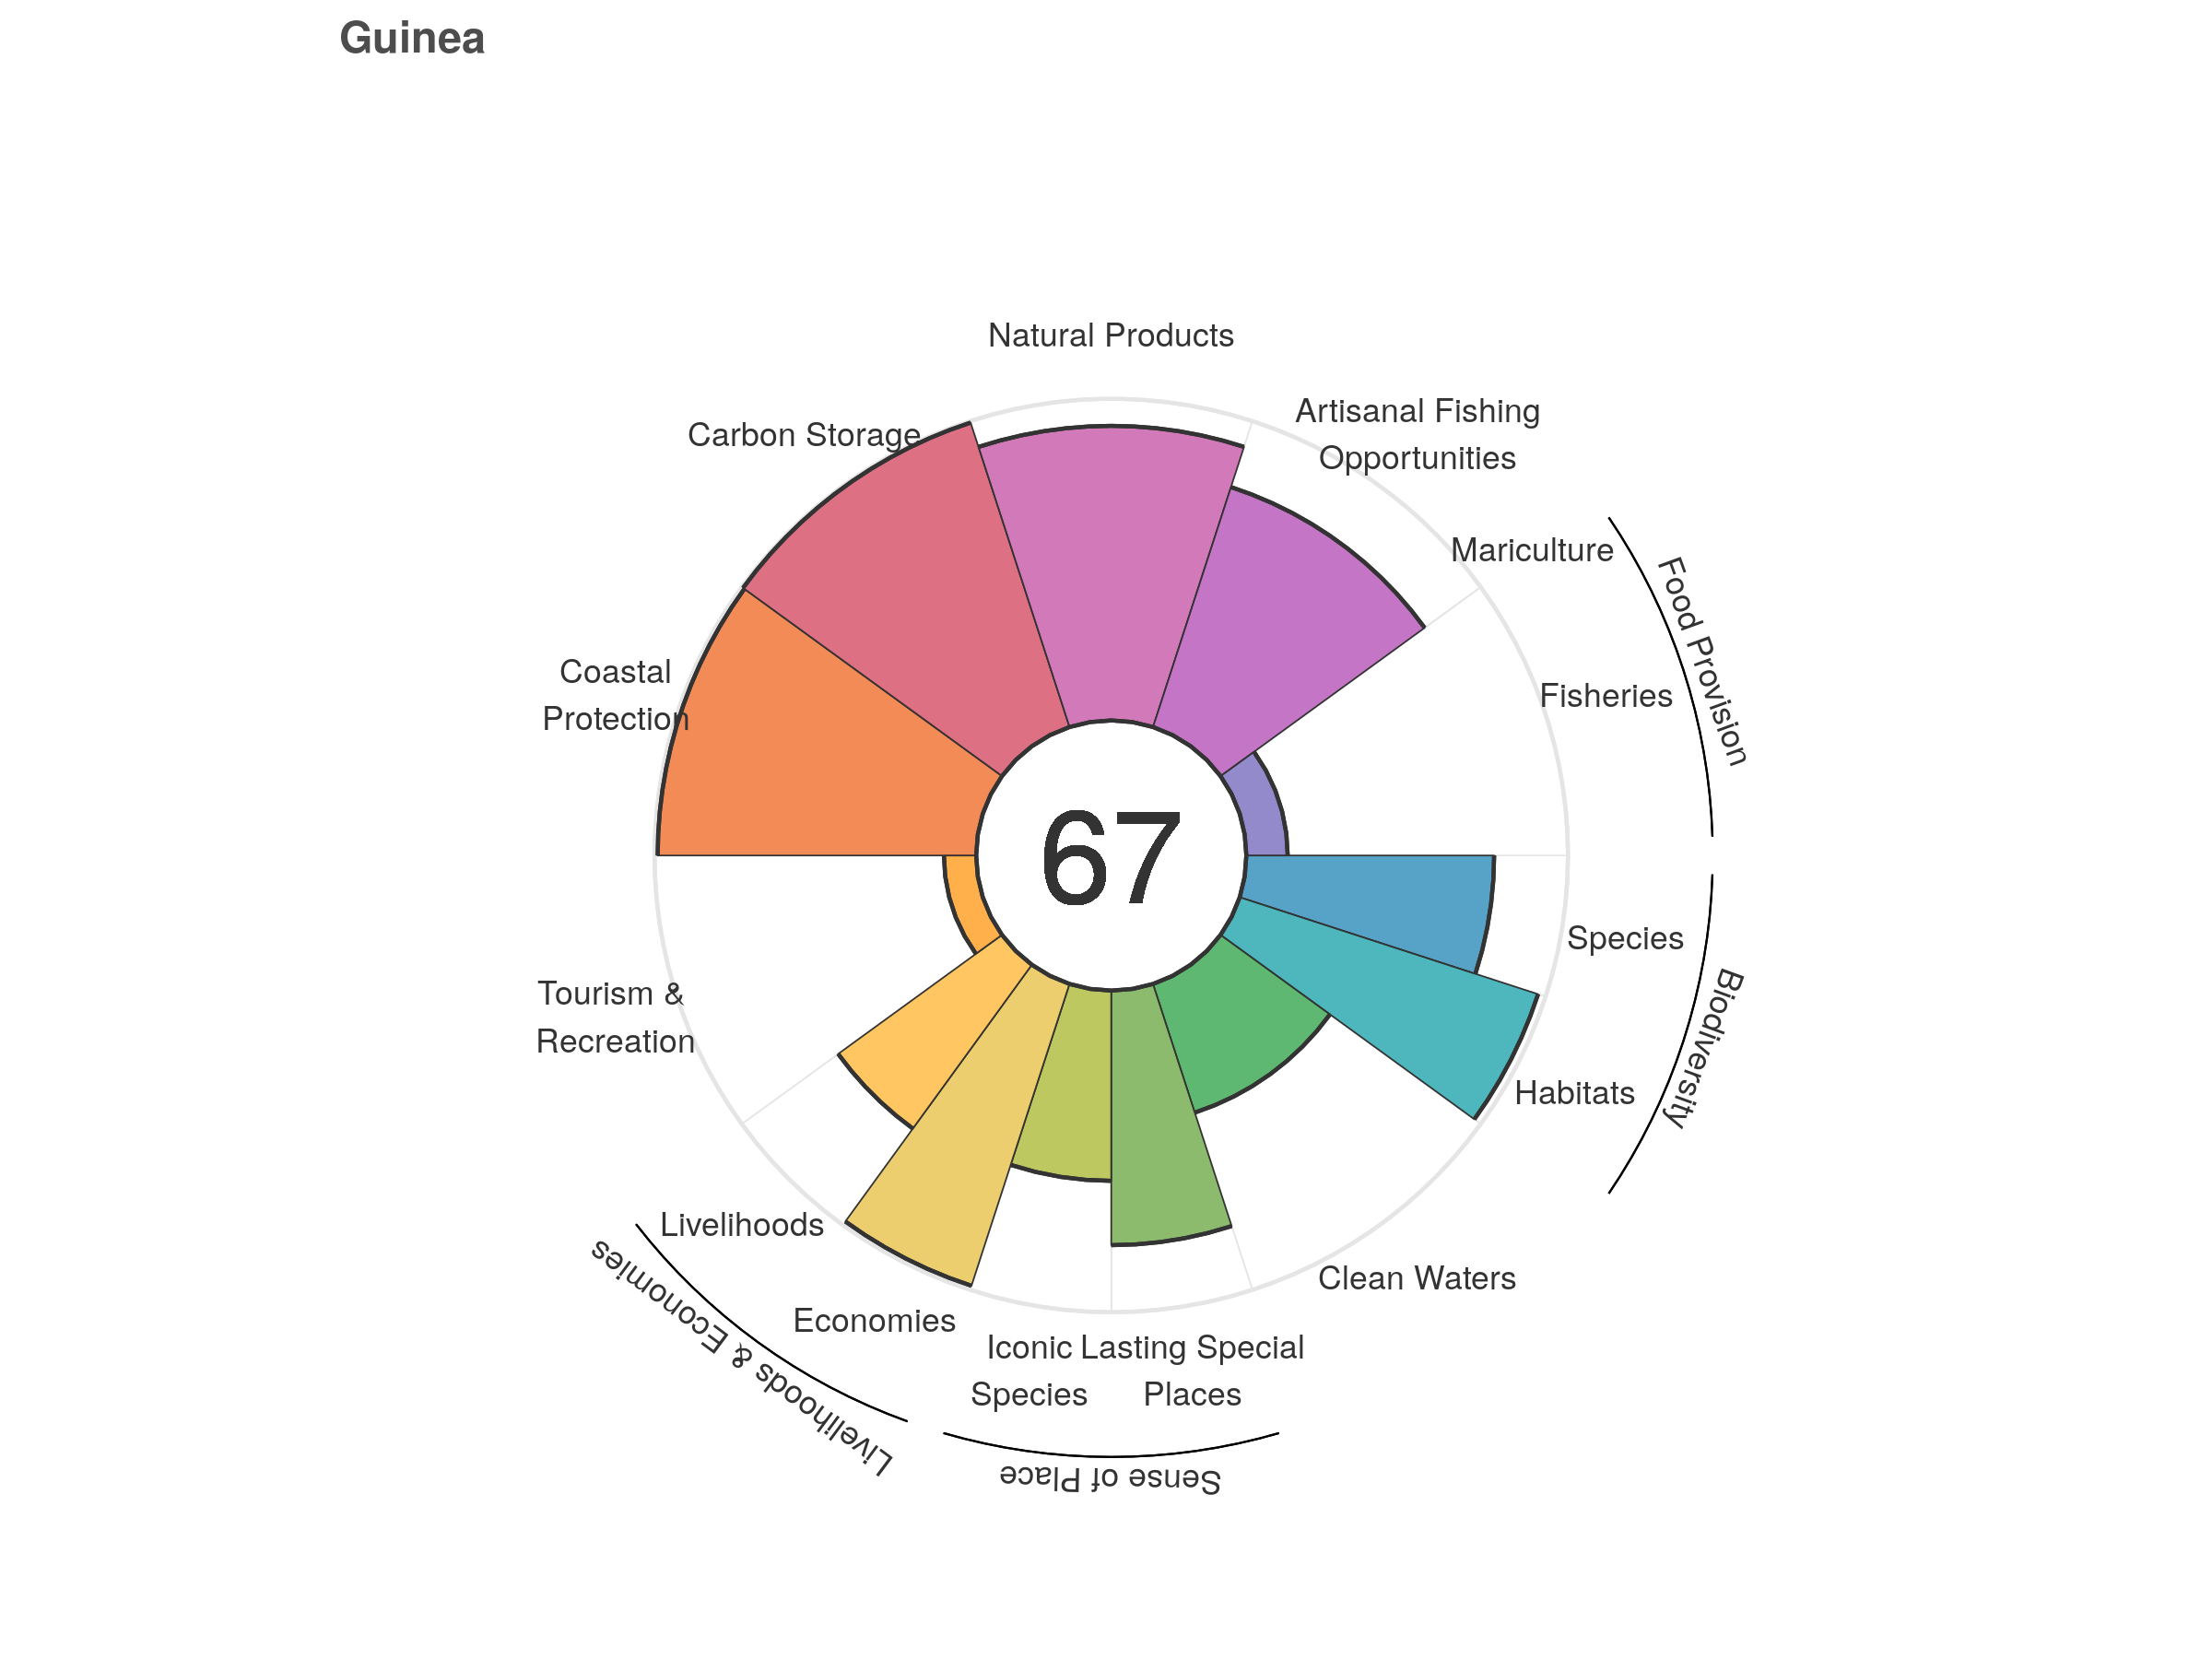 Guinea
Natural Products
Artisanal Fishing
Opportunities
Carbon Storage
Mariculture
Food Provision
Fisheries
Coastal
Protection
67
Species
Biodiversity
Habitats
Tourism &
Recreation
Livelihoods
Clean Waters
Economies
Livelihoods & Economies
Iconic
Species
Lasting Special
Places
Sense of Place